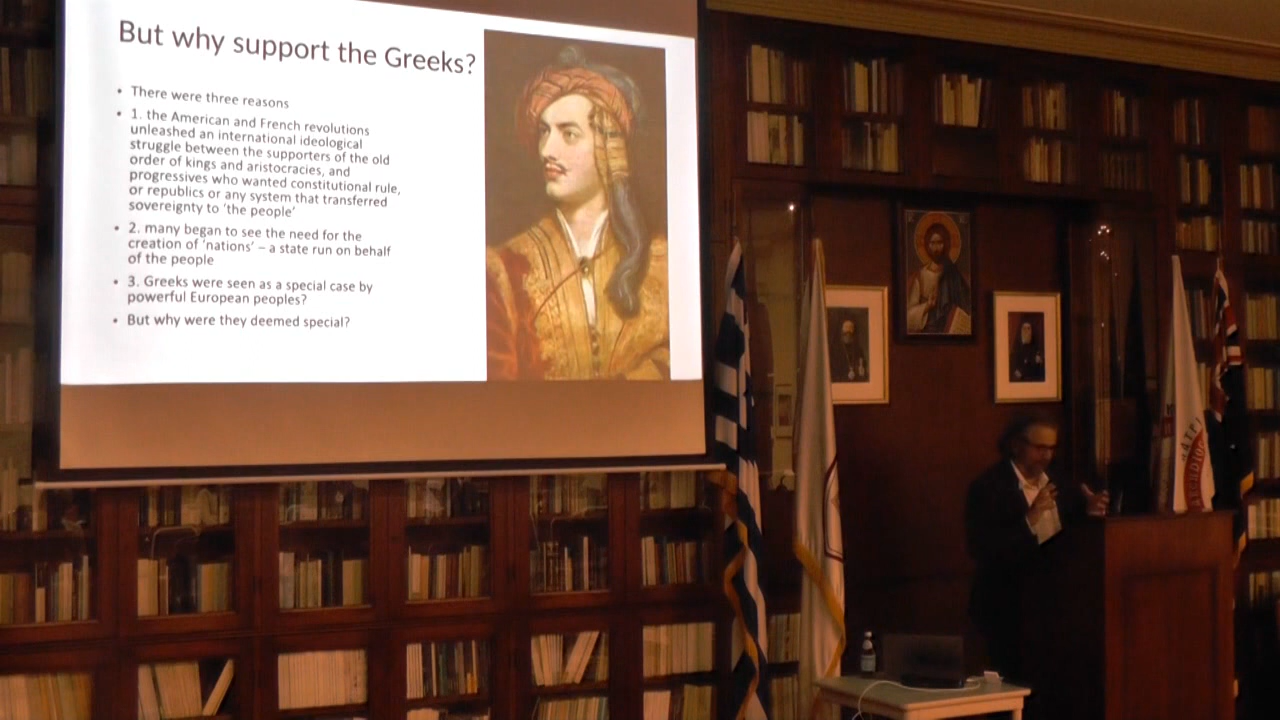 But why support the Greeks?
• There were three reasons
• 1. the American and French revolutions
unleashed an international ideological
struggle between the supporters of the old
order of kings and aristocracies, and
progressives who wanted constitutional rule,
or republics or any system that transferred
sovereignty to 'the people'
• 2. many began to see the need for the
creation of 'nations' – a state run on behalf
of the people
• 3. Greeks were seen as a special case by
powerful European peoples?
• But why were they deemed special?